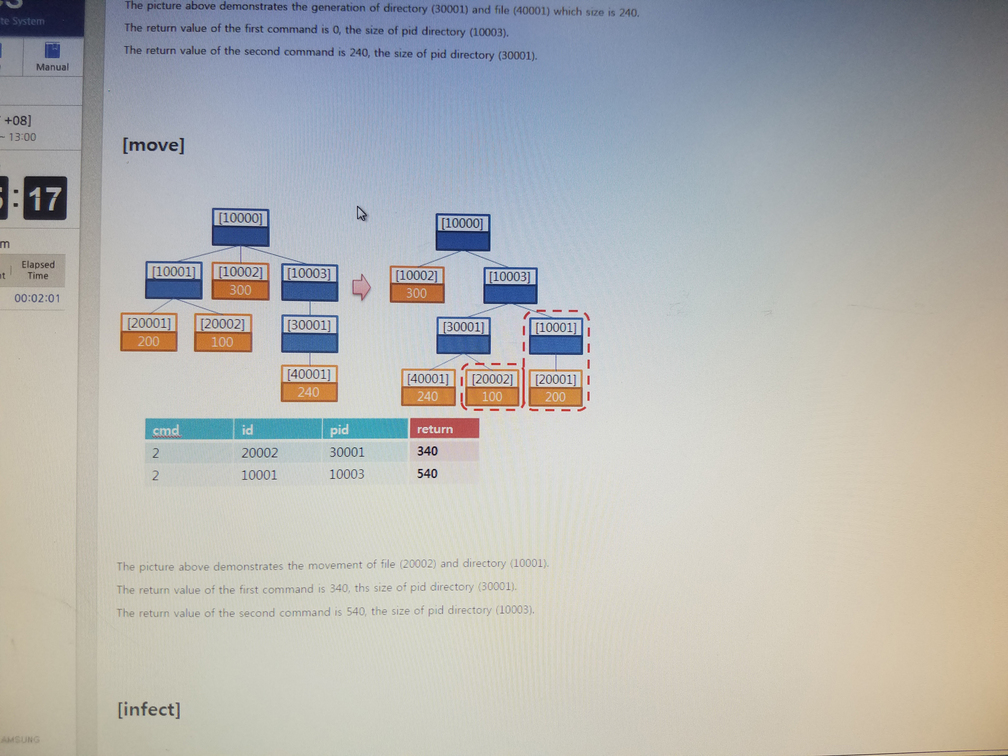 te System
Manual
+08]
~ 13:00
:17
Elapsed
Time
00:02:01
The picture above demonstrates the generation of directory (30001) and file (40001) which size is 240.
The return value of the first command is 0, the size of pid directory (10003).
The return value of the second command is 240, the size of pid directory (30001).
[move]
[10000]
[10001] [10002] [10003]
300
[20001] [20002] [30001]
200 100
[40001]
240
[10000]
[10002] [10003]
300
[30001] [10001]
[40001] [20002] [20001]
240 100 200
cmd id pid return
2 20002 30001 340
2 10001 10003 540
The picture above demonstrates the movement of file (20002) and directory (10001).
The return value of the first command is 340, ths size of pid directory (30001).
The return value of the second command is 540, the size of pid directory (10003).
[infect]
AMSUNG